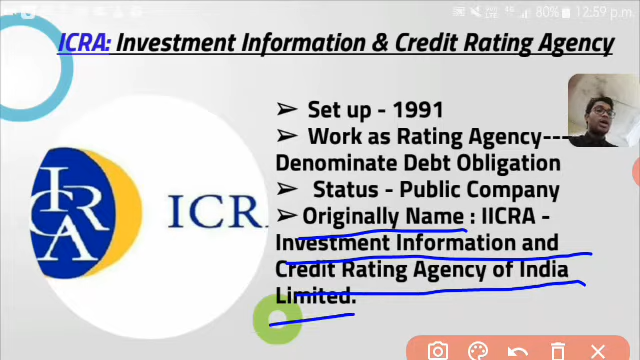 80% 12:59 p.m.
ICRA: Investment Information & Credit Rating Agency
➢ Set up - 1991
➢ Work as Rating Agency---
Denominate Debt Obligation
➢ Status - Public Company
➢ Originally Name : IICRA -
Investment Information and
Credit Rating Agency of India
Limited.
ICRA
ICRA